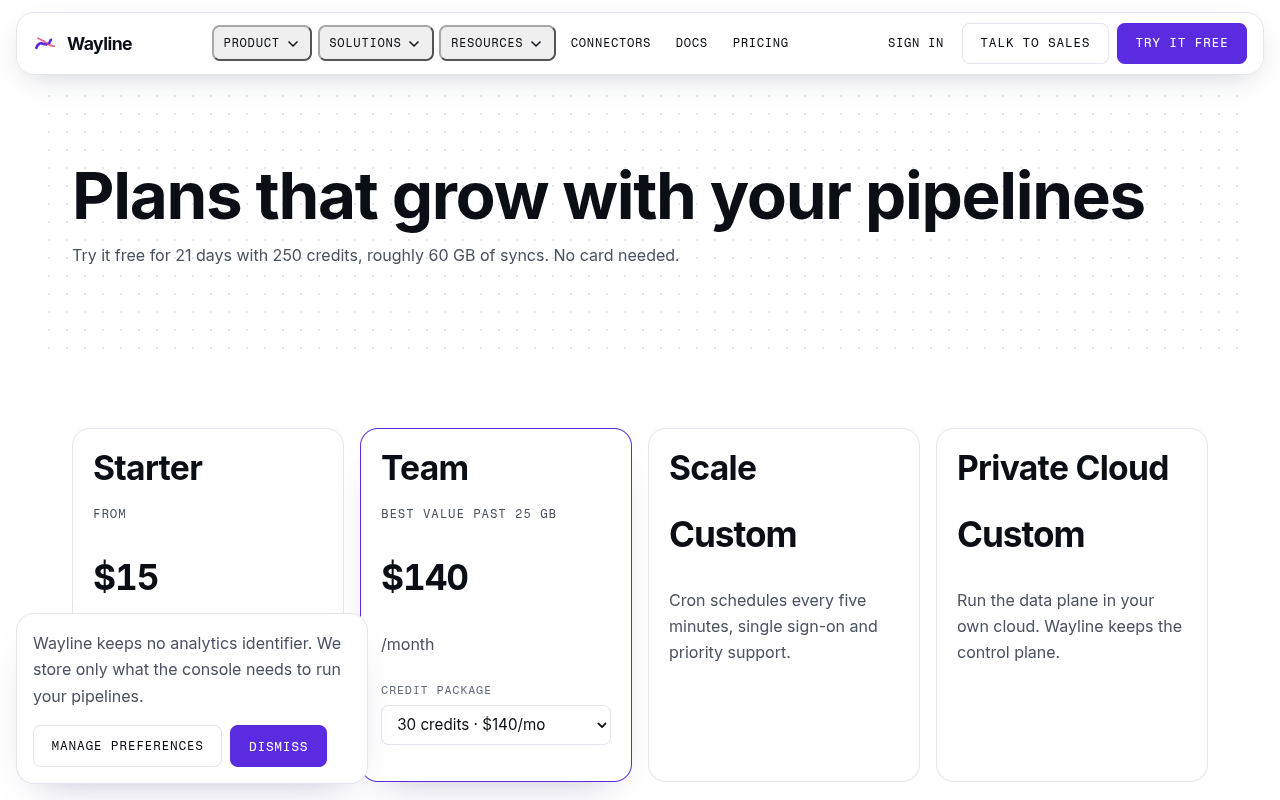 Wayline
PRODUCT
SOLUTIONS
RESOURCES
CONNECTORS
DOCS
PRICING
SIGN IN
TALK TO SALES
TRY IT FREE
Plans that grow with your pipelines
Try it free for 21 days with 250 credits, roughly 60 GB of syncs. No card needed.
Starter
FROM
$15
Team
BEST VALUE PAST 25 GB
$140
/month
CREDIT PACKAGE
30 credits · $140/mo
Scale
Custom
Cron schedules every five
minutes, single sign-on and
priority support.
Private Cloud
Custom
Run the data plane in your
own cloud. Wayline keeps the
control plane.
Wayline keeps no analytics identifier. We
store only what the console needs to run
your pipelines.
MANAGE PREFERENCES
DISMISS